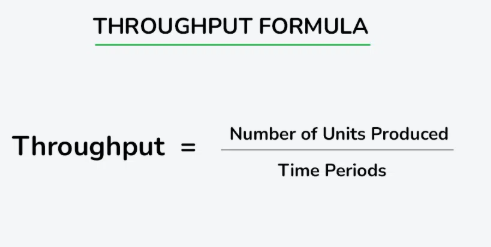 THROUGHPUT FORMULA
Throughput = Number of Units Produced
Time Periods